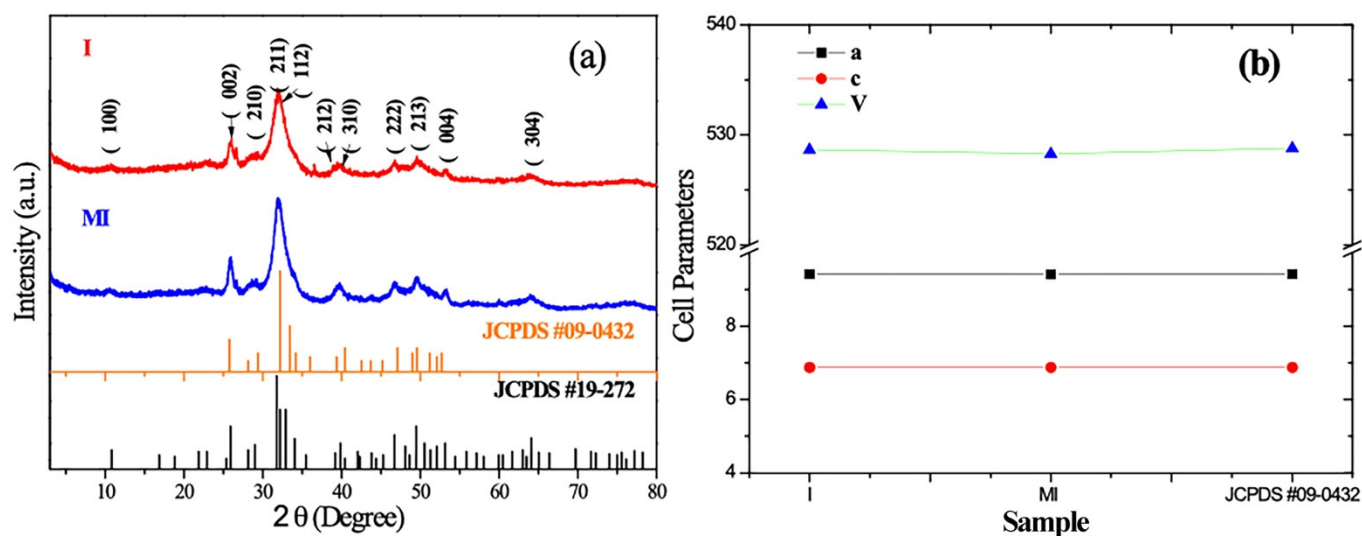 (a)
I
( 100)
( 002)
( 210)
( 211)
( 112)
( 212)
( 310)
( 222)
( 213)
( 004)
( 304)
MI
JCPDS #09-0432
JCPDS #19-272
Intensity (a.u.)
10 20 30 40 50 60 70 80
2 θ (Degree)
(b)
a
c
V
540
530
520
8
6
4
Cell Parameters
I MI JCPDS #09-0432
Sample